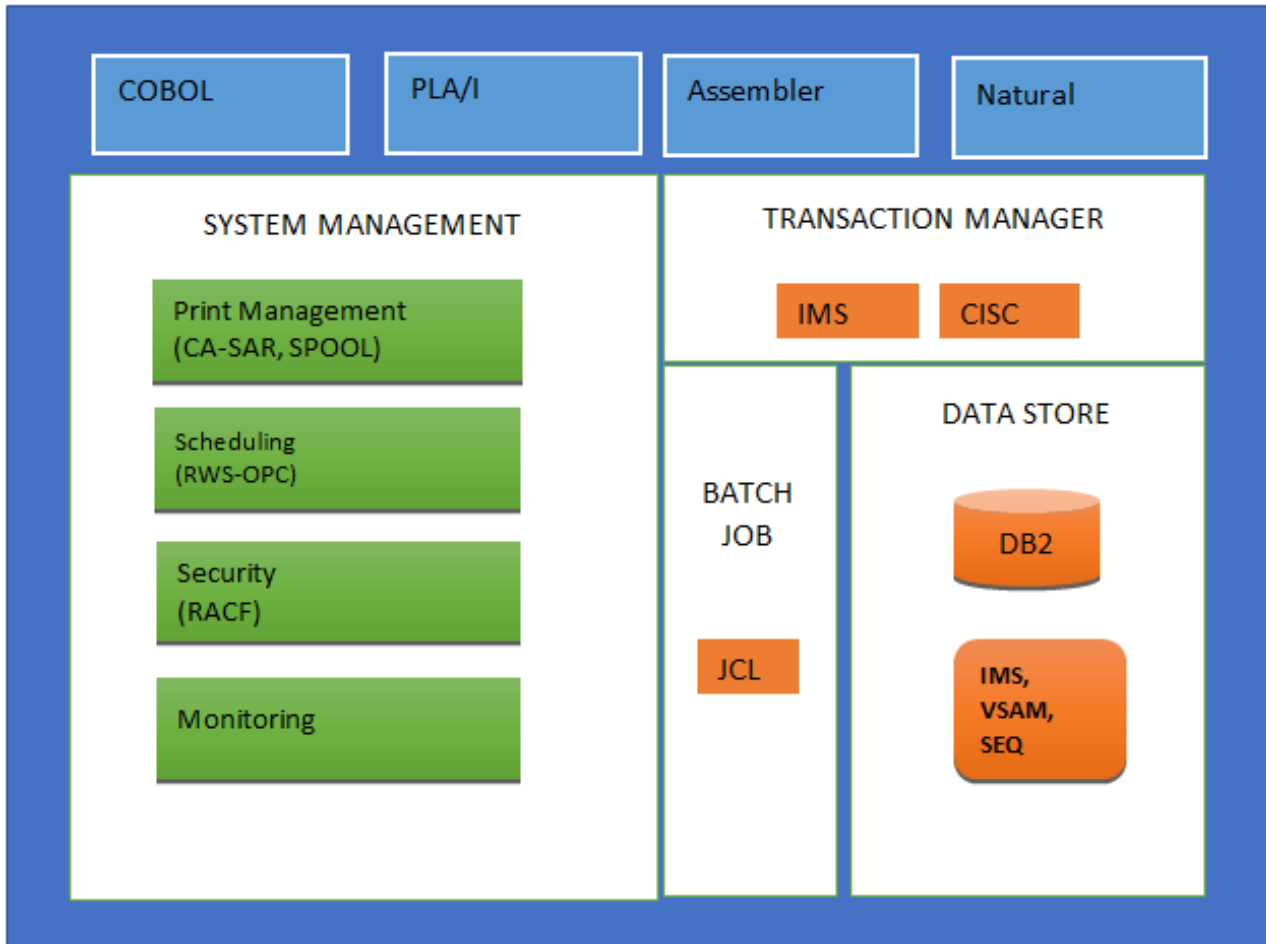 COBOL
PLA/I
Assembler
Natural
SYSTEM MANAGEMENT
Print Management
(CA-SAR, SPOOL)
Scheduling
(RWS-OPC)
Security
(RACF)
Monitoring
TRANSACTION MANAGER
IMS
CISC
BATCH
JOB
JCL
DATA STORE
DB2
IMS,
VSAM,
SEQ